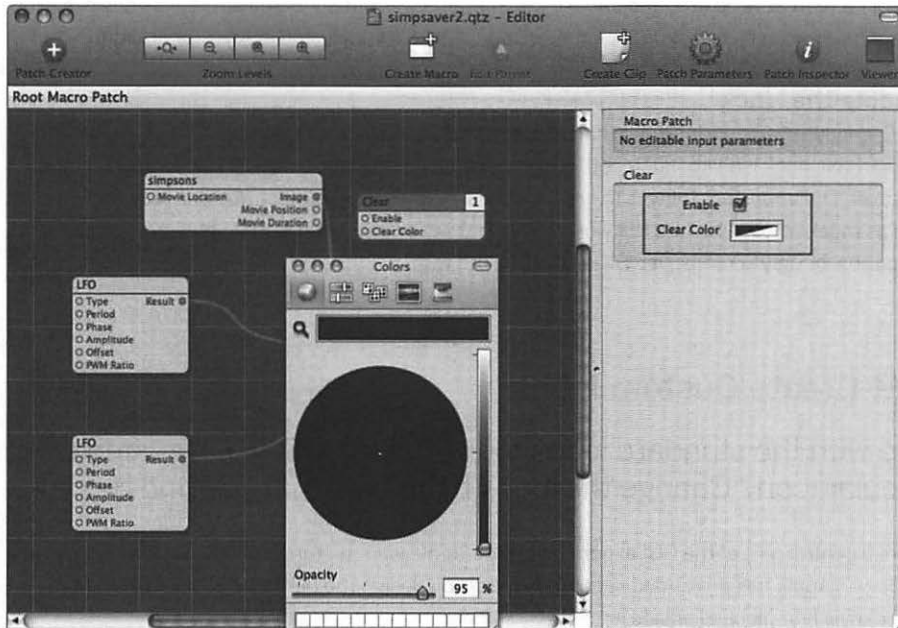 simpsaver2.qtz - Editor
Patch Creator
Zoom Levels
Create Macro
Edit Parent
Create Clip
Patch Parameters
Patch Inspector
Viewer
Root Macro Patch
simpsons
Movie Location Image
Movie Position
Movie Duration
Clear 1
Enable
Clear Color
LFO
Type Result
Period
Phase
Amplitude
Offset
PWM Ratio
LFO
Type Result
Period
Phase
Amplitude
Offset
PWM Ratio
Colors
Opacity
95 %
Macro Patch
No editable input parameters
Clear
Enable
Clear Color